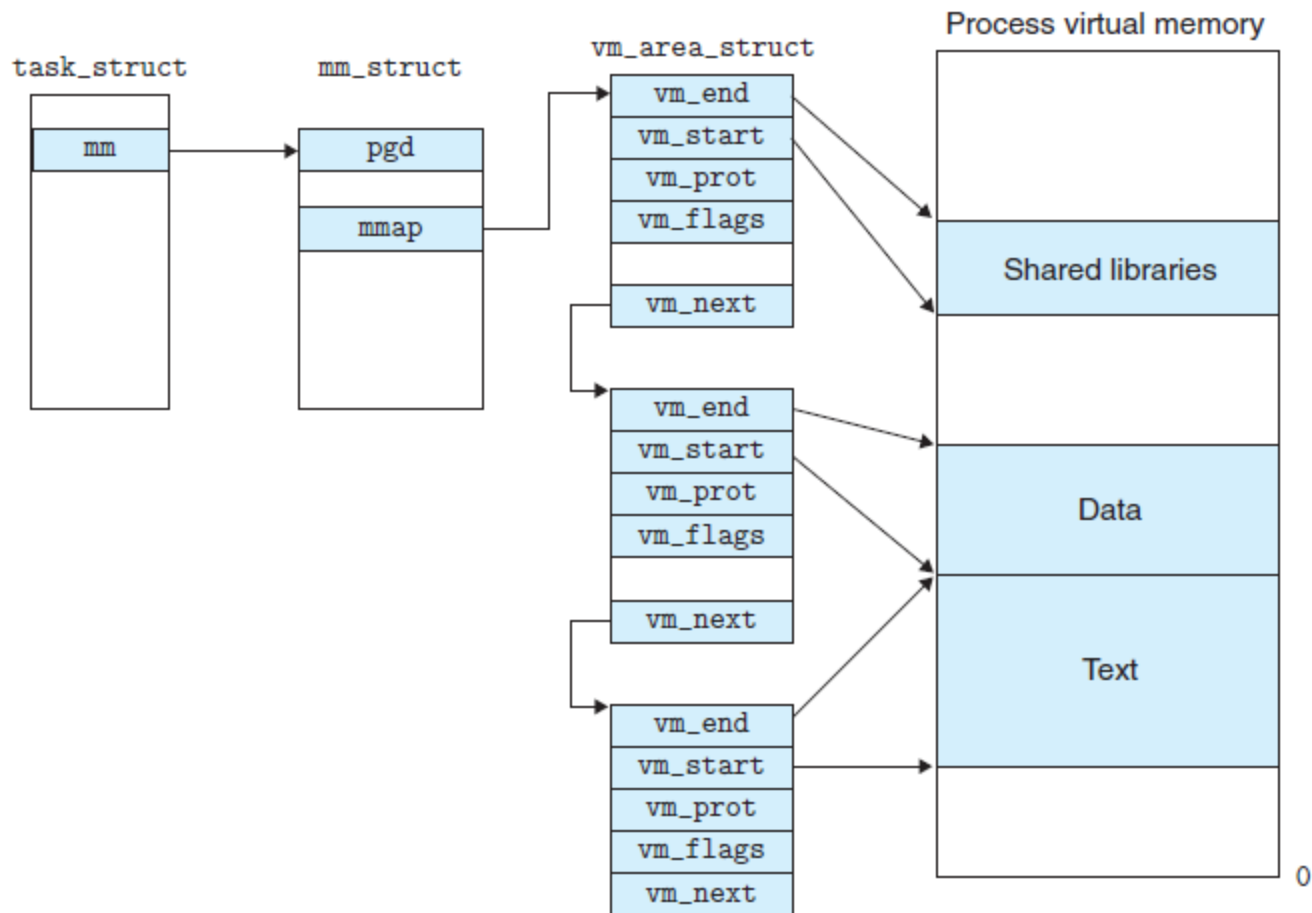 Process virtual memory
task_struct
mm_struct
vm_area_struct
mm
pgd
mmap
vm_end
vm_start
vm_prot
vm_flags
vm_next
vm_end
vm_start
vm_prot
vm_flags
vm_next
vm_end
vm_start
vm_prot
vm_flags
vm_next
Shared libraries
Data
Text
0